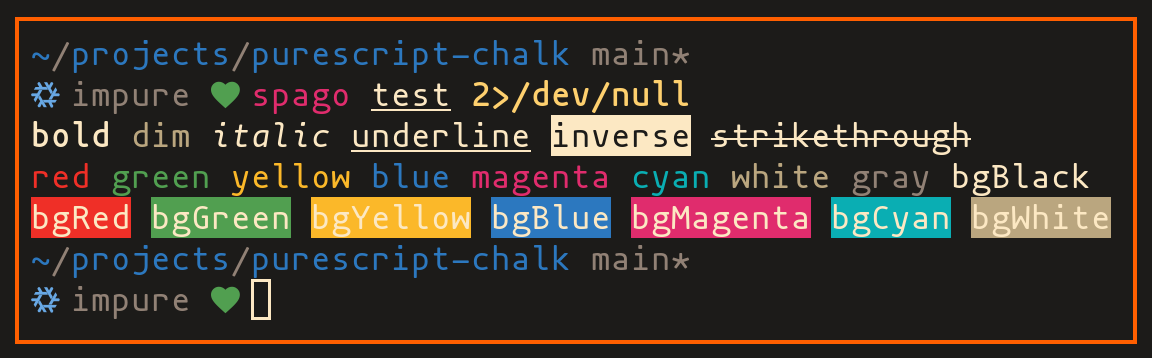 ~/projects/purescript-chalk main*
impure spago test 2>/dev/null
bold dim italic underline inverse strikethrough
red green yellow blue magenta cyan white gray bgBlack
bgRed bgGreen bgYellow bgBlue bgMagenta bgCyan bgWhite
~/projects/purescript-chalk main*
impure